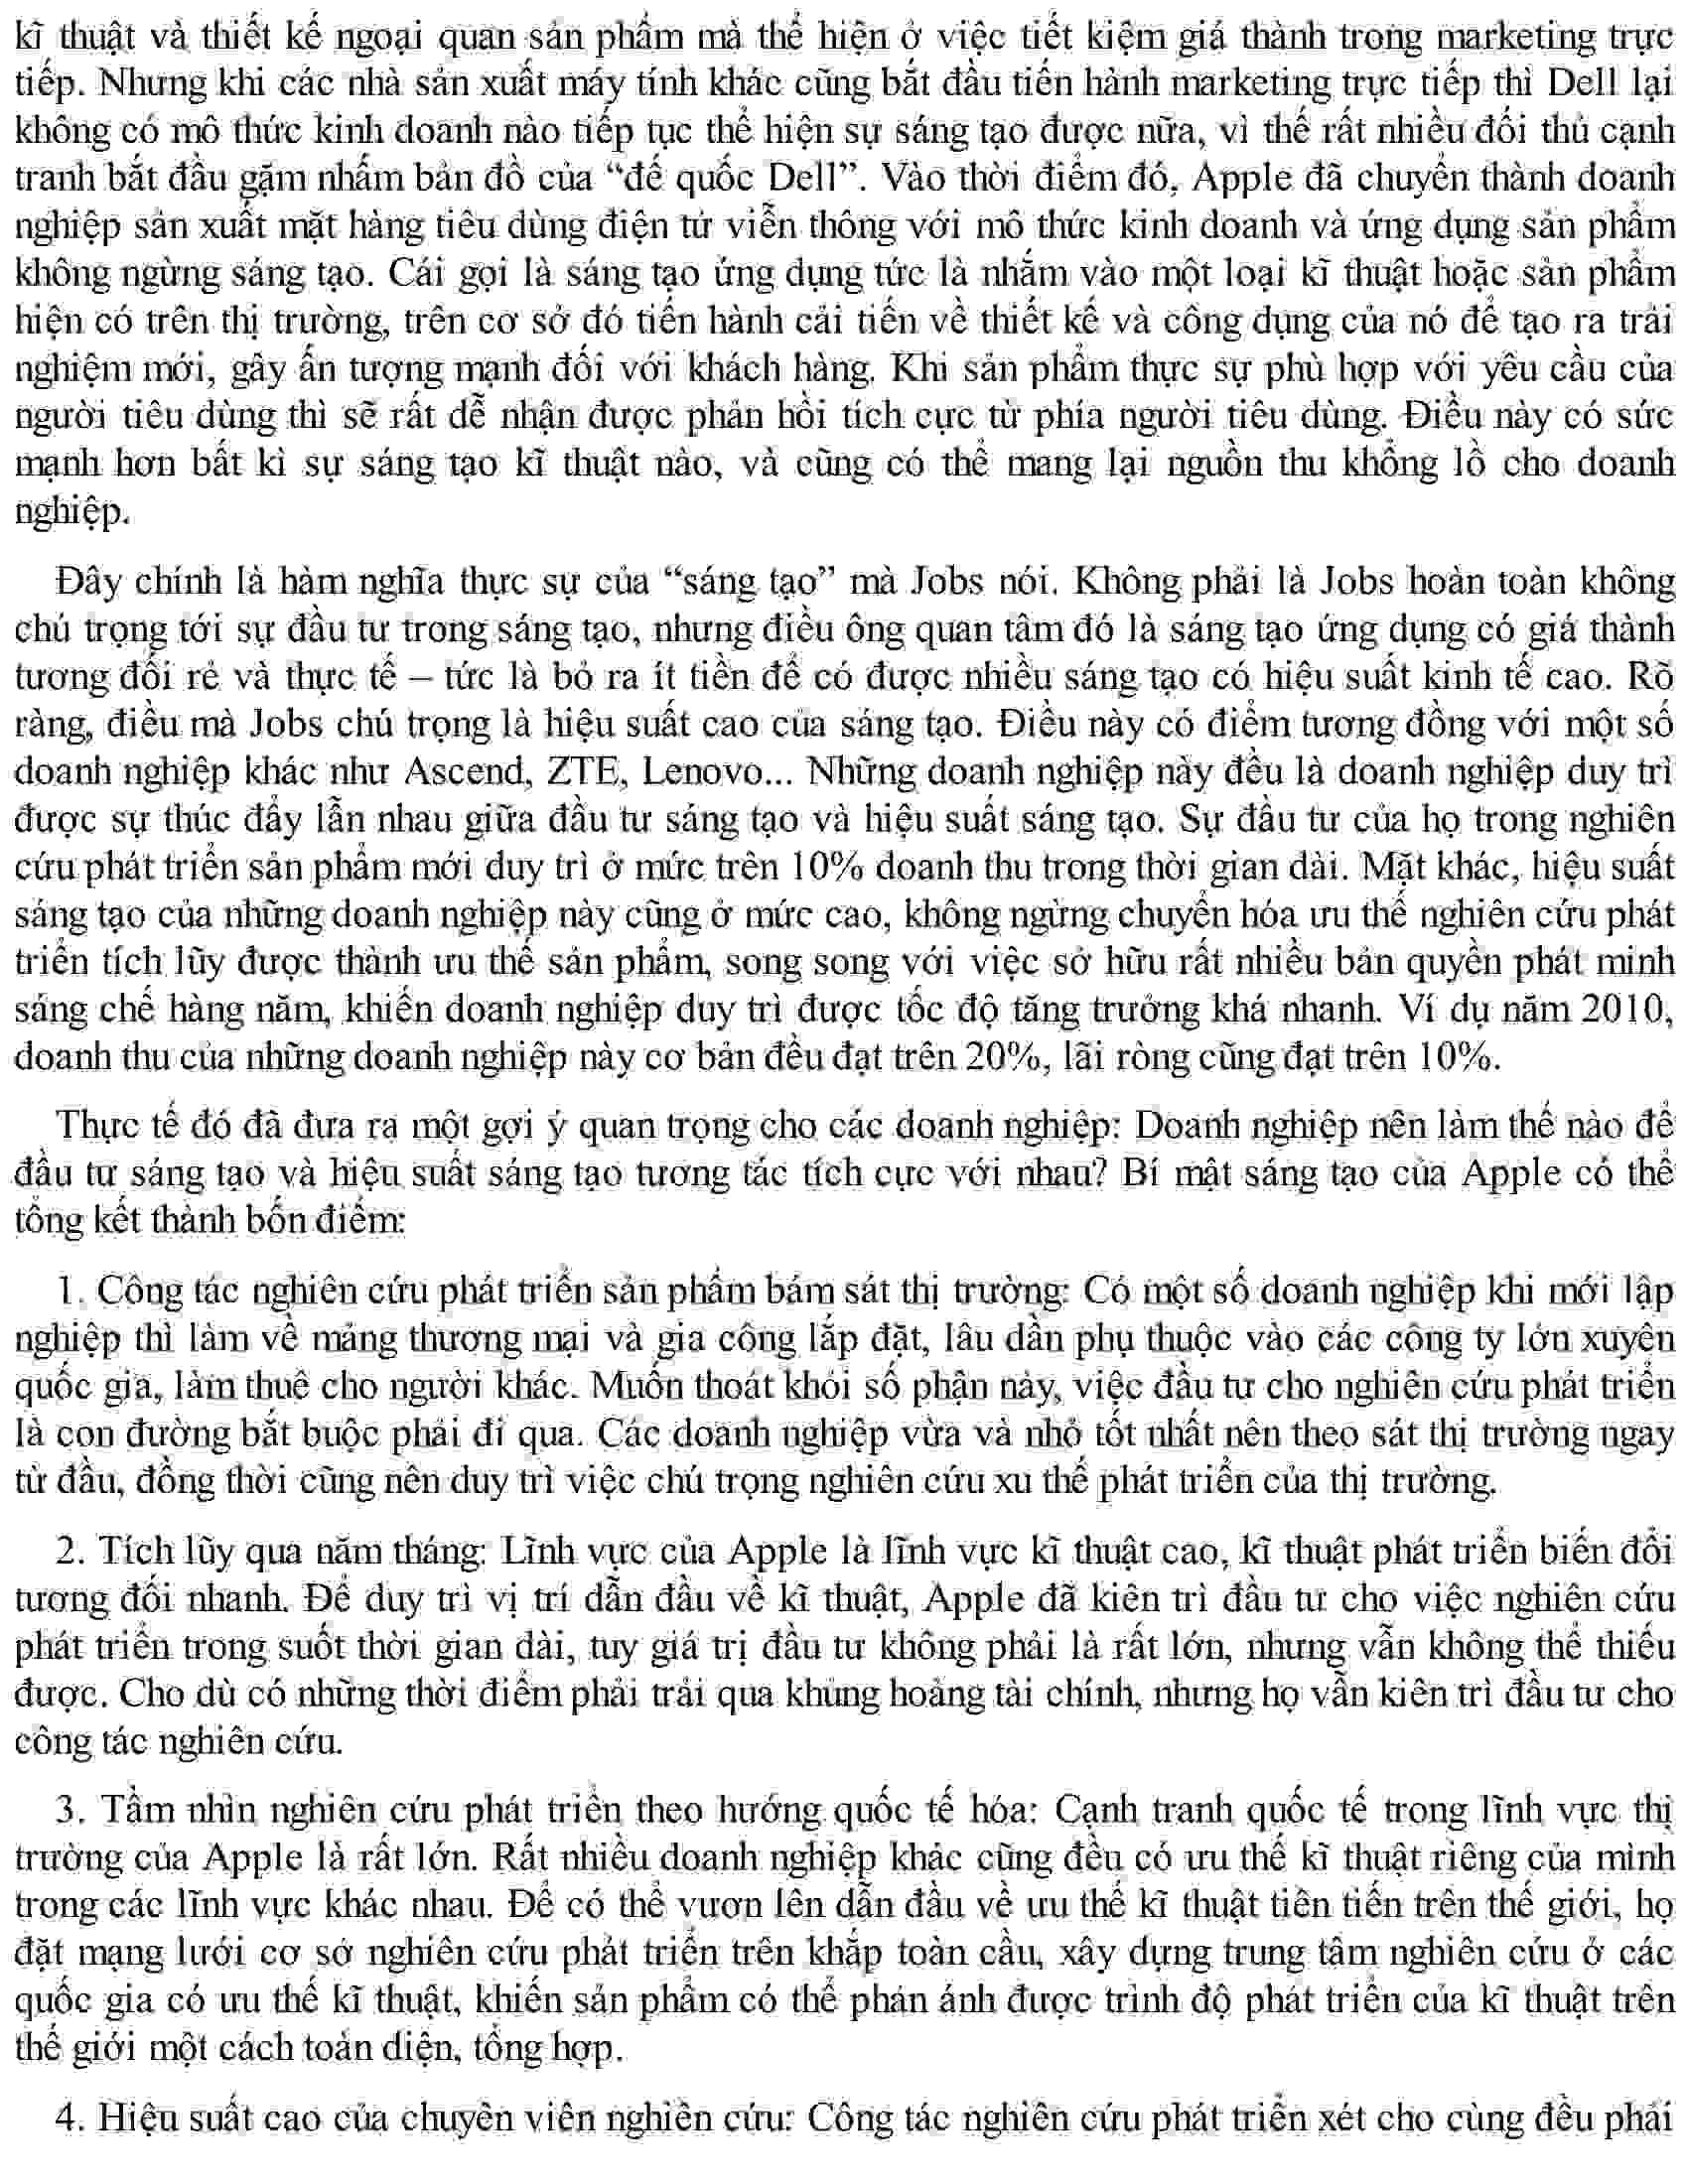 kĩ thuật và thiết kế ngoại quan sản phẩm mà thể hiện ở việc tiết kiệm giá thành trong marketing trực
tiếp. Nhưng khi các nhà sản xuất máy tính khác cũng bắt đầu tiến hành marketing trực tiếp thì Dell lại
không có mô thức kinh doanh nào tiếp tục thể hiện sự sáng tạo được nữa, vì thế rất nhiều đối thủ cạnh
tranh bắt đầu gặm nhấm bản đồ của “đế quốc Dell”. Vào thời điểm đó, Apple đã chuyển thành doanh
nghiệp sản xuất mặt hàng tiêu dùng điện tử viễn thông với mô thức kinh doanh và ứng dụng sản phẩm
không ngừng sáng tạo. Cái gọi là sáng tạo ứng dụng tức là nhắm vào một loại kĩ thuật hoặc sản phẩm
hiện có trên thị trường, trên cơ sở đó tiến hành cải tiến về thiết kế và công dụng của nó để tạo ra trải
nghiệm mới, gây ấn tượng mạnh đối với khách hàng. Khi sản phẩm thực sự phù hợp với yêu cầu của
người tiêu dùng thì sẽ rất dễ nhận được phản hồi tích cực từ phía người tiêu dùng. Điều này có sức
mạnh hơn bất kì sự sáng tạo kĩ thuật nào, và cũng có thể mang lại nguồn thu khổng lồ cho doanh
nghiệp.
Đây chính là hàm nghĩa thực sự của “sáng tạo” mà Jobs nói. Không phải là Jobs hoàn toàn không
chú trọng tới sự đầu tư trong sáng tạo, nhưng điều ông quan tâm đó là sáng tạo ứng dụng có giá thành
tương đối rẻ và thực tế – tức là bỏ ra ít tiền để có được nhiều sáng tạo có hiệu suất kinh tế cao. Rõ
ràng, điều mà Jobs chú trọng là hiệu suất cao của sáng tạo. Điều này có điểm tương đồng với một số
doanh nghiệp khác như Ascend, ZTE, Lenovo... Những doanh nghiệp này đều là doanh nghiệp duy trì
được sự thúc đẩy lẫn nhau giữa đầu tư sáng tạo và hiệu suất sáng tạo. Sự đầu tư của họ trong nghiên
cứu phát triển sản phẩm mới duy trì ở mức trên 10% doanh thu trong thời gian dài. Mặt khác, hiệu suất
sáng tạo của những doanh nghiệp này cũng ở mức cao, không ngừng chuyển hóa ưu thế nghiên cứu phát
triển tích lũy được thành ưu thế sản phẩm, song song với việc sở hữu rất nhiều bản quyền phát minh
sáng chế hàng năm, khiến doanh nghiệp duy trì được tốc độ tăng trưởng khá nhanh. Ví dụ năm 2010,
doanh thu của những doanh nghiệp này cơ bản đều đạt trên 20%, lãi ròng cũng đạt trên 10%.
Thực tế đó đã đưa ra một gợi ý quan trọng cho các doanh nghiệp: Doanh nghiệp nên làm thế nào để
đầu tư sáng tạo và hiệu suất sáng tạo tương tác tích cực với nhau? Bí mật sáng tạo của Apple có thể
tổng kết thành bốn điểm:
1. Công tác nghiên cứu phát triển sản phẩm bám sát thị trường: Có một số doanh nghiệp khi mới lập
nghiệp thì làm về mảng thương mại và gia công lắp đặt, lâu dần phụ thuộc vào các công ty lớn xuyên
quốc gia, làm thuê cho người khác. Muốn thoát khỏi số phận này, việc đầu tư cho nghiên cứu phát triển
là con đường bắt buộc phải đi qua. Các doanh nghiệp vừa và nhỏ tốt nhất nên theo sát thị trường ngay
từ đầu, đồng thời cũng nên duy trì việc chú trọng nghiên cứu xu thế phát triển của thị trường.
2. Tích lũy qua năm tháng: Lĩnh vực của Apple là lĩnh vực kĩ thuật cao, kĩ thuật phát triển biến đổi
tương đối nhanh. Để duy trì vị trí dẫn đầu về kĩ thuật, Apple đã kiên trì đầu tư cho việc nghiên cứu
phát triển trong suốt thời gian dài, tuy giá trị đầu tư không phải là rất lớn, nhưng vẫn không thể thiếu
được. Cho dù có những thời điểm phải trải qua khủng hoảng tài chính, nhưng họ vẫn kiên trì đầu tư cho
công tác nghiên cứu.
3. Tầm nhìn nghiên cứu phát triển theo hướng quốc tế hóa: Cạnh tranh quốc tế trong lĩnh vực thị
trường của Apple là rất lớn. Rất nhiều doanh nghiệp khác cũng đều có ưu thế kĩ thuật riêng của mình
trong các lĩnh vực khác nhau. Để có thể vươn lên dẫn đầu về ưu thế kĩ thuật tiên tiến trên thế giới, họ
đặt mạng lưới cơ sở nghiên cứu phát triển trên khắp toàn cầu, xây dựng trung tâm nghiên cứu ở các
quốc gia có ưu thế kĩ thuật, khiến sản phẩm có thể phản ánh được trình độ phát triển của kĩ thuật trên
thế giới một cách toàn diện, tổng hợp.
4. Hiệu suất cao của chuyên viên nghiên cứu: Công tác nghiên cứu phát triển xét cho cùng đều phải